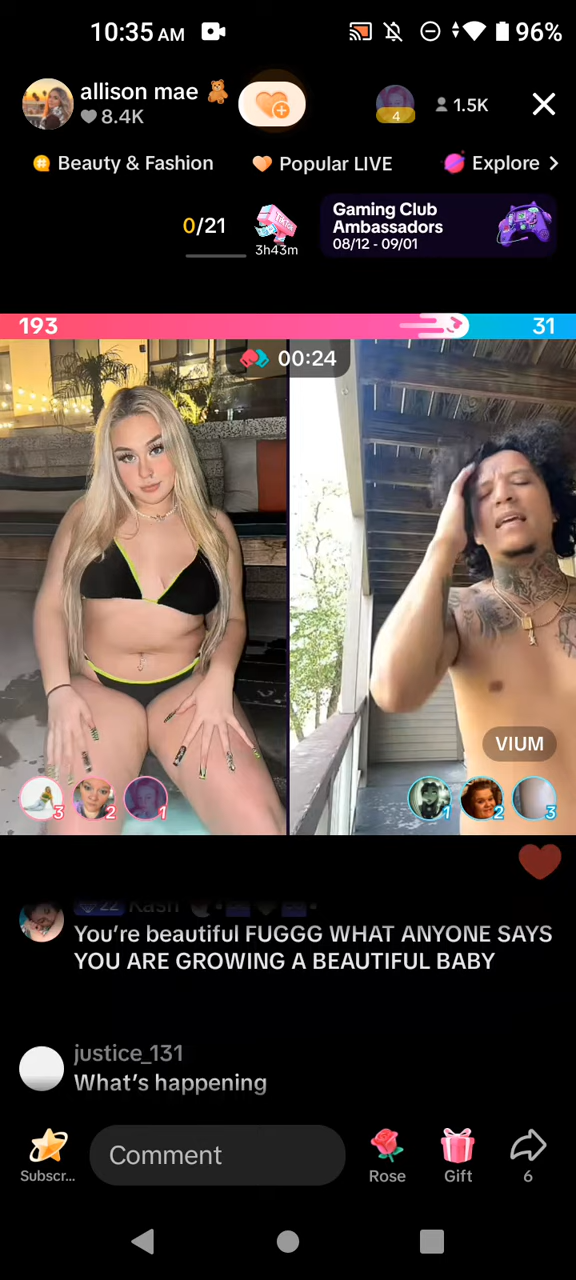 10:35 AM
96%
allison mae
8.4K
4
1.5K
Beauty & Fashion
Popular LIVE
Explore
0/21
TikTok
3h43m
Gaming Club
Ambassadors
08/12 - 09/01
193
31
00:24
VIUM
3
2
1
1
2
3
22 Kash
You're beautiful FUGGG WHAT ANYONE SAYS
YOU ARE GROWING A BEAUTIFUL BABY
justice_131
What's happening
Subscr...
Comment
Rose
Gift
6